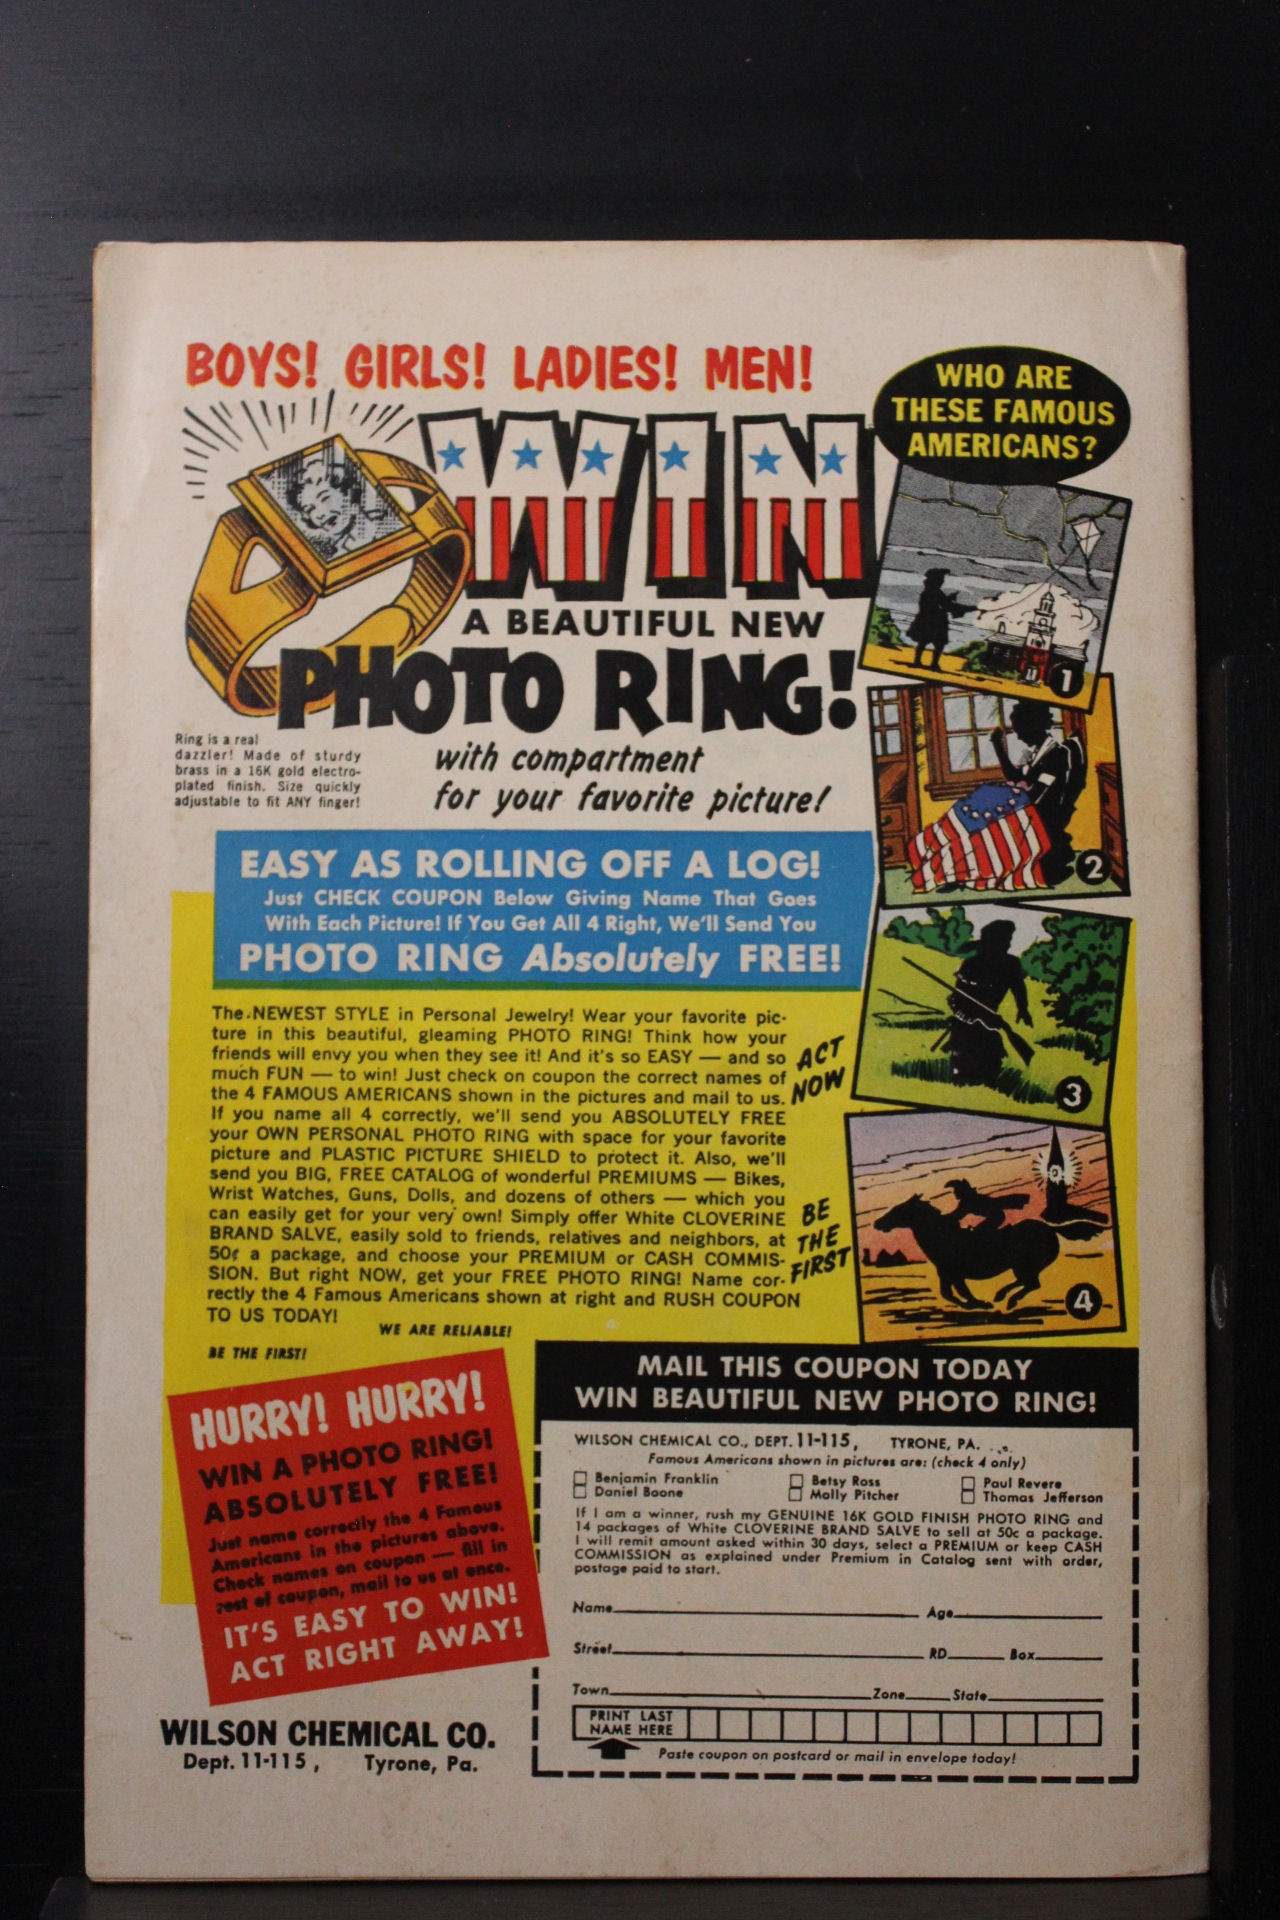 BOYS! GIRLS! LADIES! MEN!
WHO ARE
THESE FAMOUS
AMERICANS?
WIN
A BEAUTIFUL NEW
PHOTO RING!
Ring is a real
dazzler! Made of sturdy
brass in a 16K gold electro-
plated finish. Size quickly
adjustable to fit ANY finger!
with compartment
for your favorite picture!
1
2
3
4
EASY AS ROLLING OFF A LOG!
Just CHECK COUPON Below Giving Name That Goes
With Each Picture! If You Get All 4 Right, We'll Send You
PHOTO RING Absolutely FREE!
The NEWEST STYLE in Personal Jewelry! Wear your favorite pic-
ture in this beautiful, gleaming PHOTO RING! Think how your
friends will envy you when they see it! And it's so EASY — and so
much FUN — to win! Just check on coupon the correct names of
the 4 FAMOUS AMERICANS shown in the pictures and mail to us.
If you name all 4 correctly, we'll send you ABSOLUTELY FREE
your OWN PERSONAL PHOTO RING with space for your favorite
picture and PLASTIC PICTURE SHIELD to protect it. Also, we'll
send you BIG, FREE CATALOG of wonderful PREMIUMS — Bikes,
Wrist Watches, Guns, Dolls, and dozens of others — which you
can easily get for your very own! Simply offer White CLOVERINE
BRAND SALVE, easily sold to friends, relatives and neighbors, at
50¢ a package, and choose your PREMIUM or CASH COMMIS-
SION. But right NOW, get your FREE PHOTO RING! Name cor-
rectly the 4 Famous Americans shown at right and RUSH COUPON
TO US TODAY!
ACT
NOW
BE
THE
FIRST
WE ARE RELIABLE!
BE THE FIRST!
HURRY! HURRY!
WIN A PHOTO RING!
ABSOLUTELY FREE!
Just name correctly the 4 Famous
Americans in the pictures above.
Check names on coupon — fill in
rest of coupon, mail to us at once.
IT'S EASY TO WIN!
ACT RIGHT AWAY!
WILSON CHEMICAL CO.
Dept. 11-115, Tyrone, Pa.
MAIL THIS COUPON TODAY
WIN BEAUTIFUL NEW PHOTO RING!
WILSON CHEMICAL CO., DEPT. 11-115, TYRONE, PA.
Famous Americans shown in pictures are: (check 4 only)
Benjamin Franklin Betsy Ross Paul Revere
Daniel Boone Molly Pitcher Thomas Jefferson
If I am a winner, rush my GENUINE 16K GOLD FINISH PHOTO RING and
14 packages of White CLOVERINE BRAND SALVE to sell at 50c a package.
I will remit amount asked within 30 days, select a PREMIUM or keep CASH
COMMISSION as explained under Premium in Catalog sent with order,
postage paid to start.
Name Age
Street RD Box
Town Zone State
PRINT LAST
NAME HERE
Paste coupon on postcard or mail in envelope today!